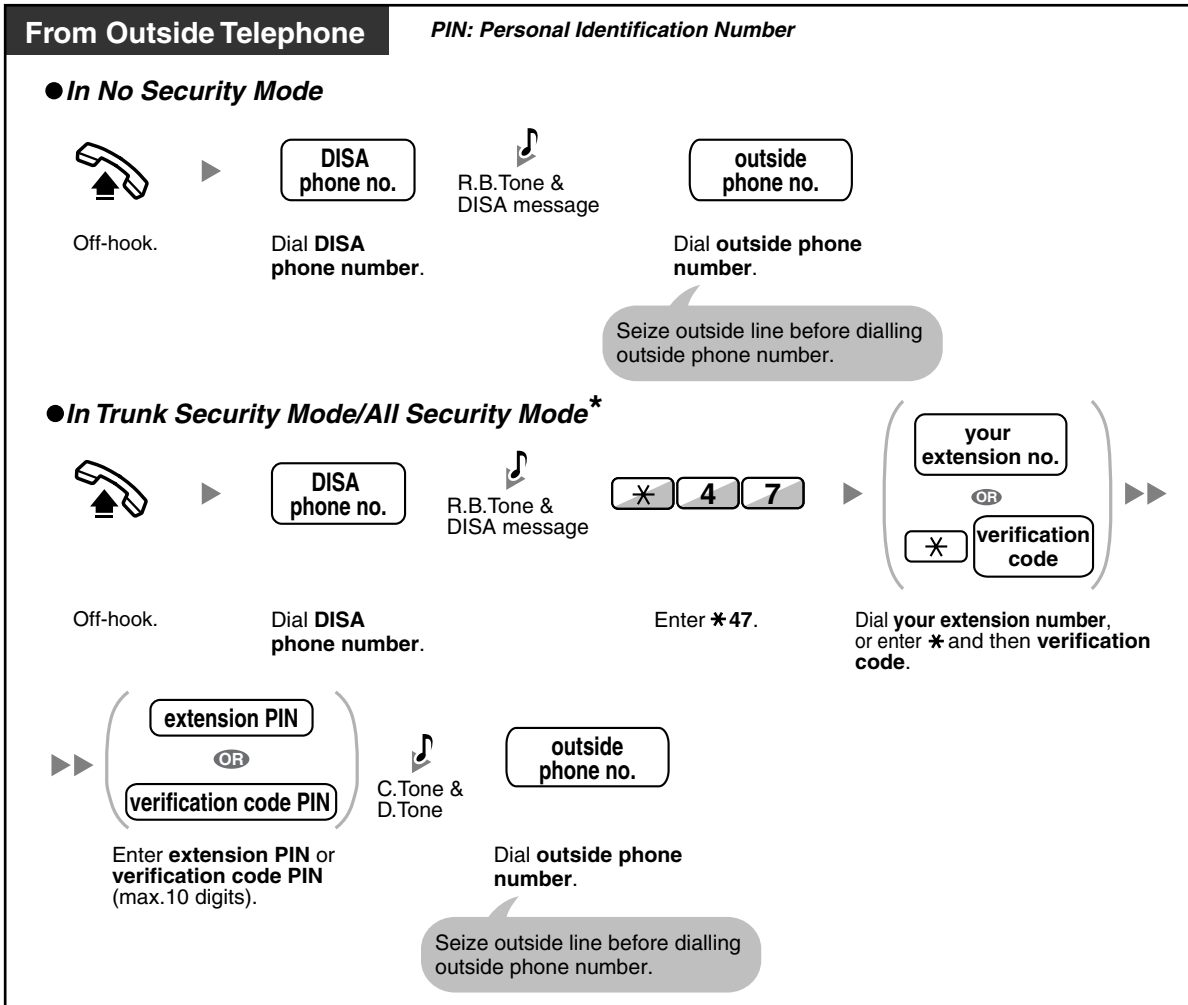 From Outside Telephone
PIN: Personal Identification Number
●In No Security Mode
DISA
phone no.
R.B.Tone &
DISA message
outside
phone no.
Off-hook.
Dial DISA
phone number.
Dial outside phone
number.
Seize outside line before dialling
outside phone number.
●In Trunk Security Mode/All Security Mode*
DISA
phone no.
R.B.Tone &
DISA message
* 4 7
your
extension no.
OR
* verification
code
Off-hook.
Dial DISA
phone number.
Enter *47.
Dial your extension number,
or enter * and then verification
code.
extension PIN
OR
verification code PIN
C.Tone &
D.Tone
outside
phone no.
Enter extension PIN or
verification code PIN
(max.10 digits).
Dial outside phone
number.
Seize outside line before dialling
outside phone number.